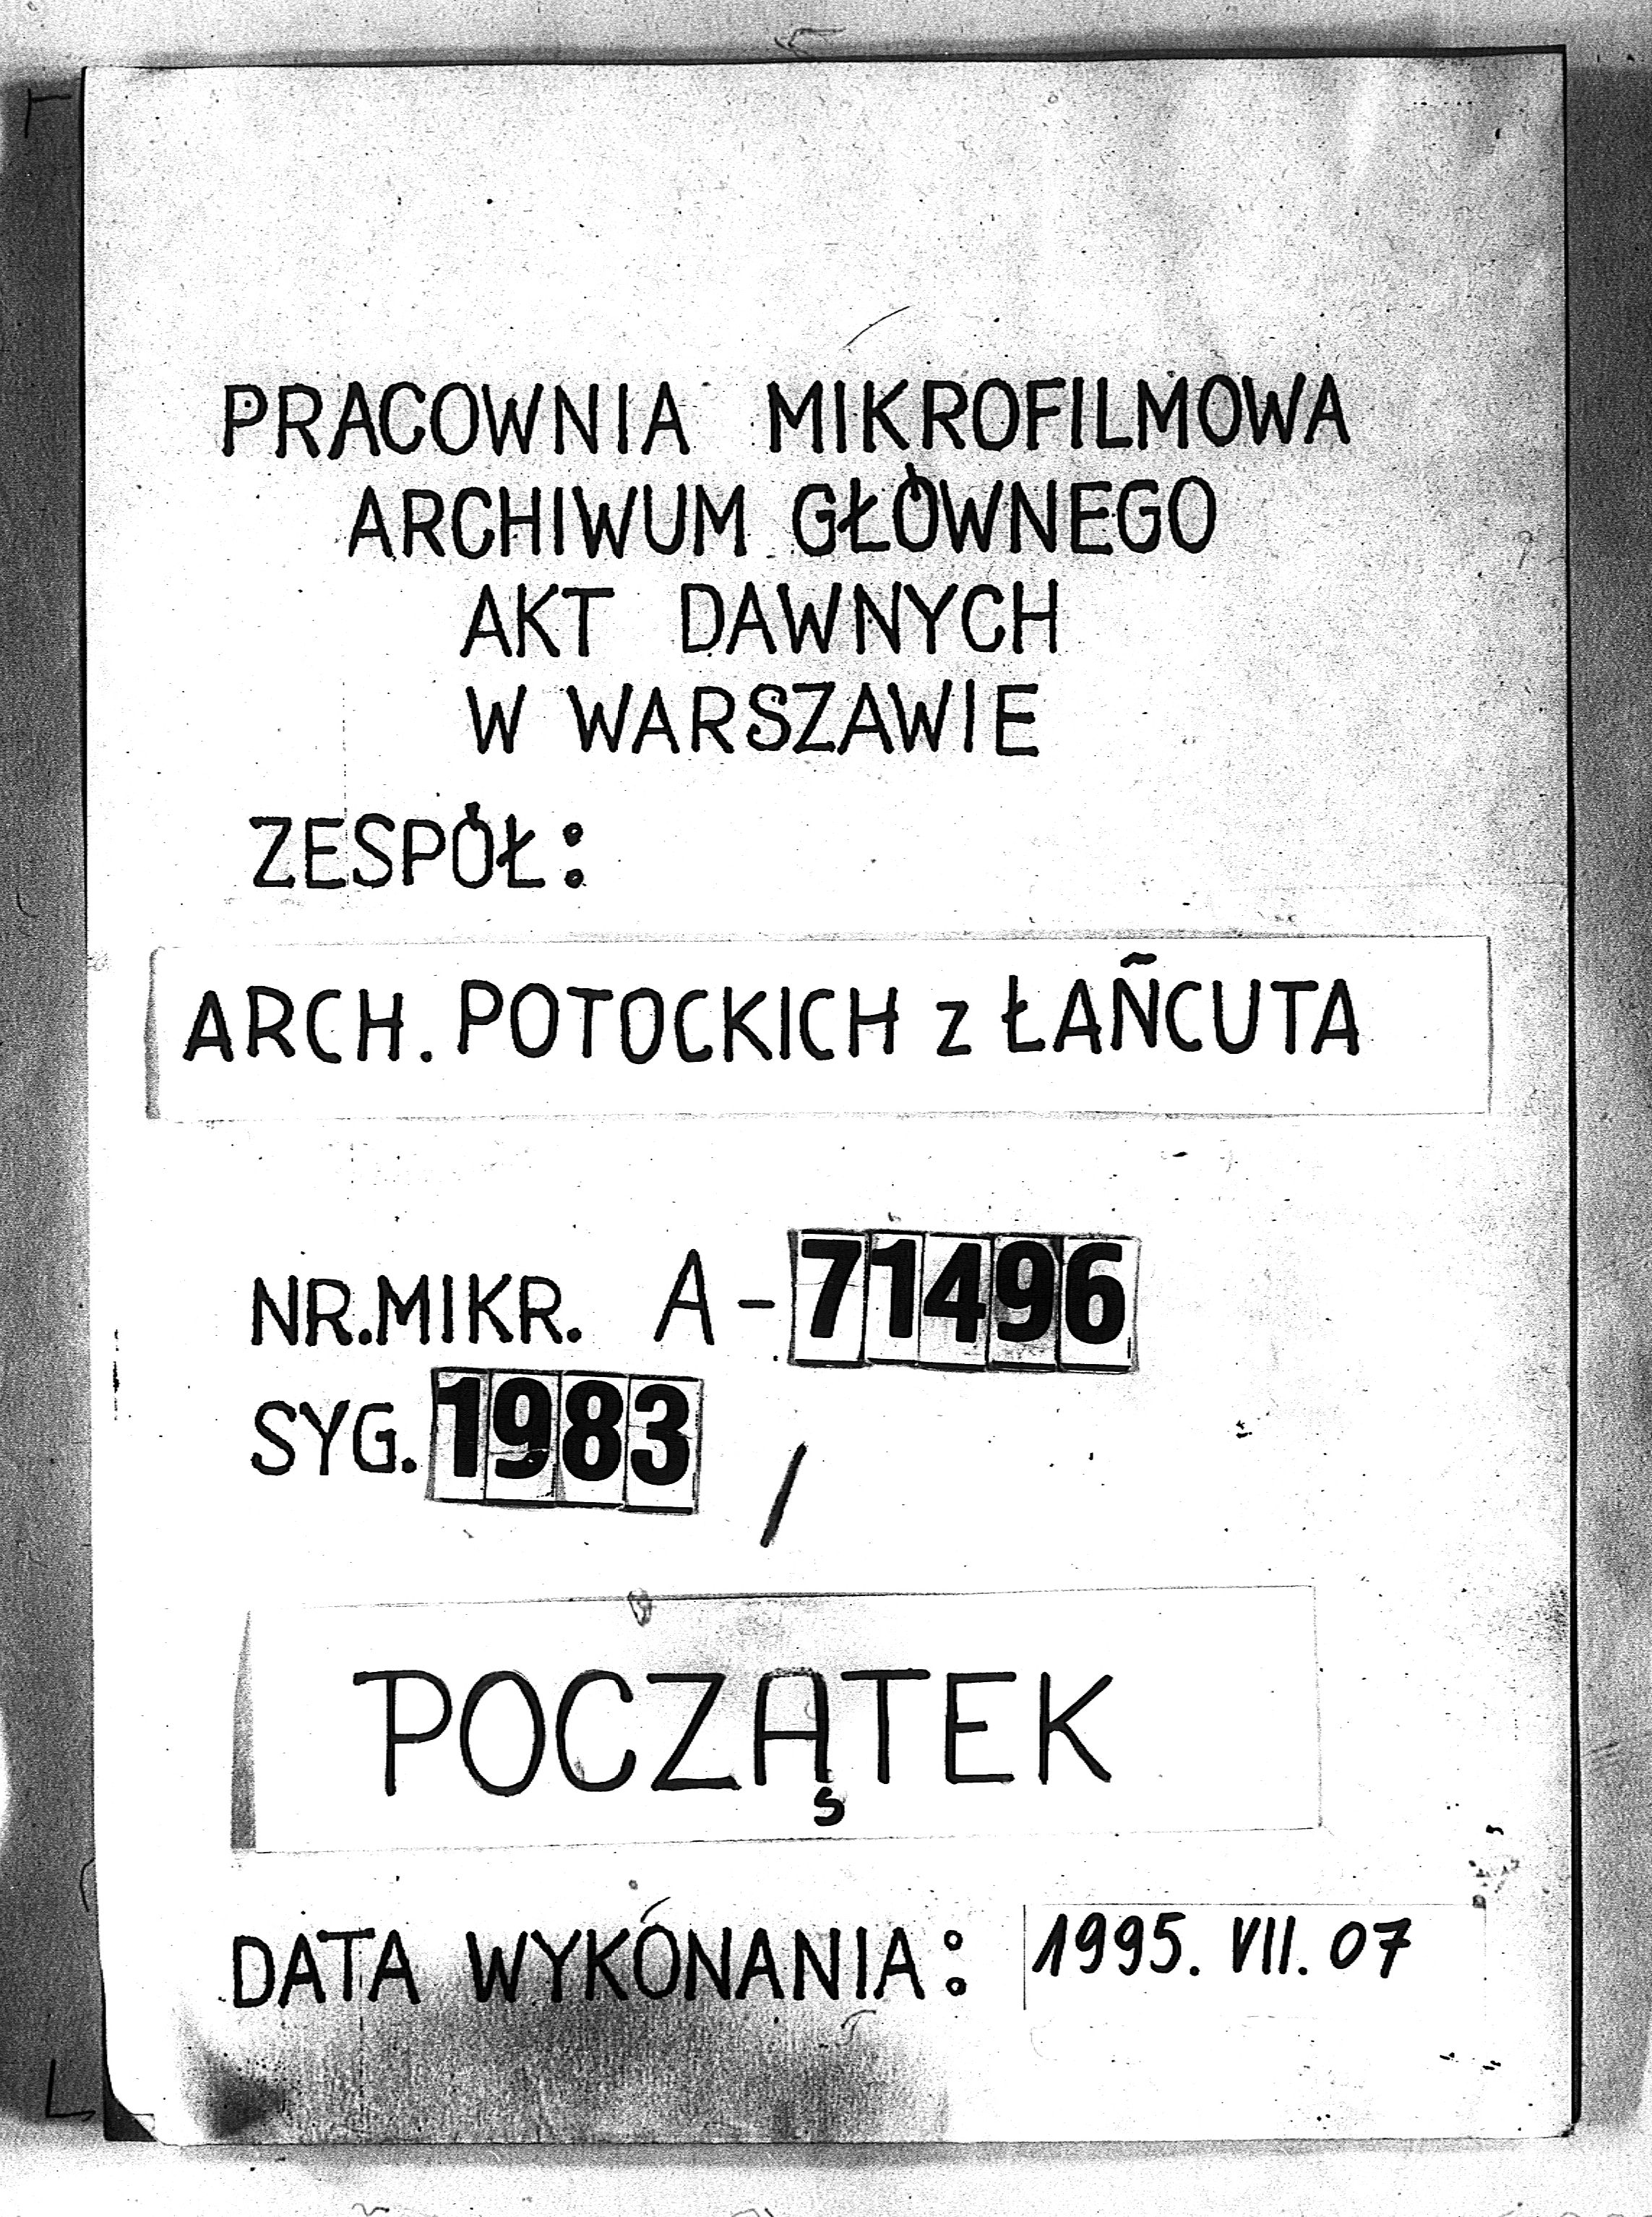 PRACOWNIA MIKROFILMOWA
ARCHIWUM GŁÓWNEGO
AKT DAWNYCH
W WARSZAWIE
ZESPÓŁ:
ARCH. POTOCKICH z ŁAŃCUTA
NR.MIKR. A-71496
SYG. 1983 /
POCZĄTEK
DATA WYKONANIA: 1995. VII. 07